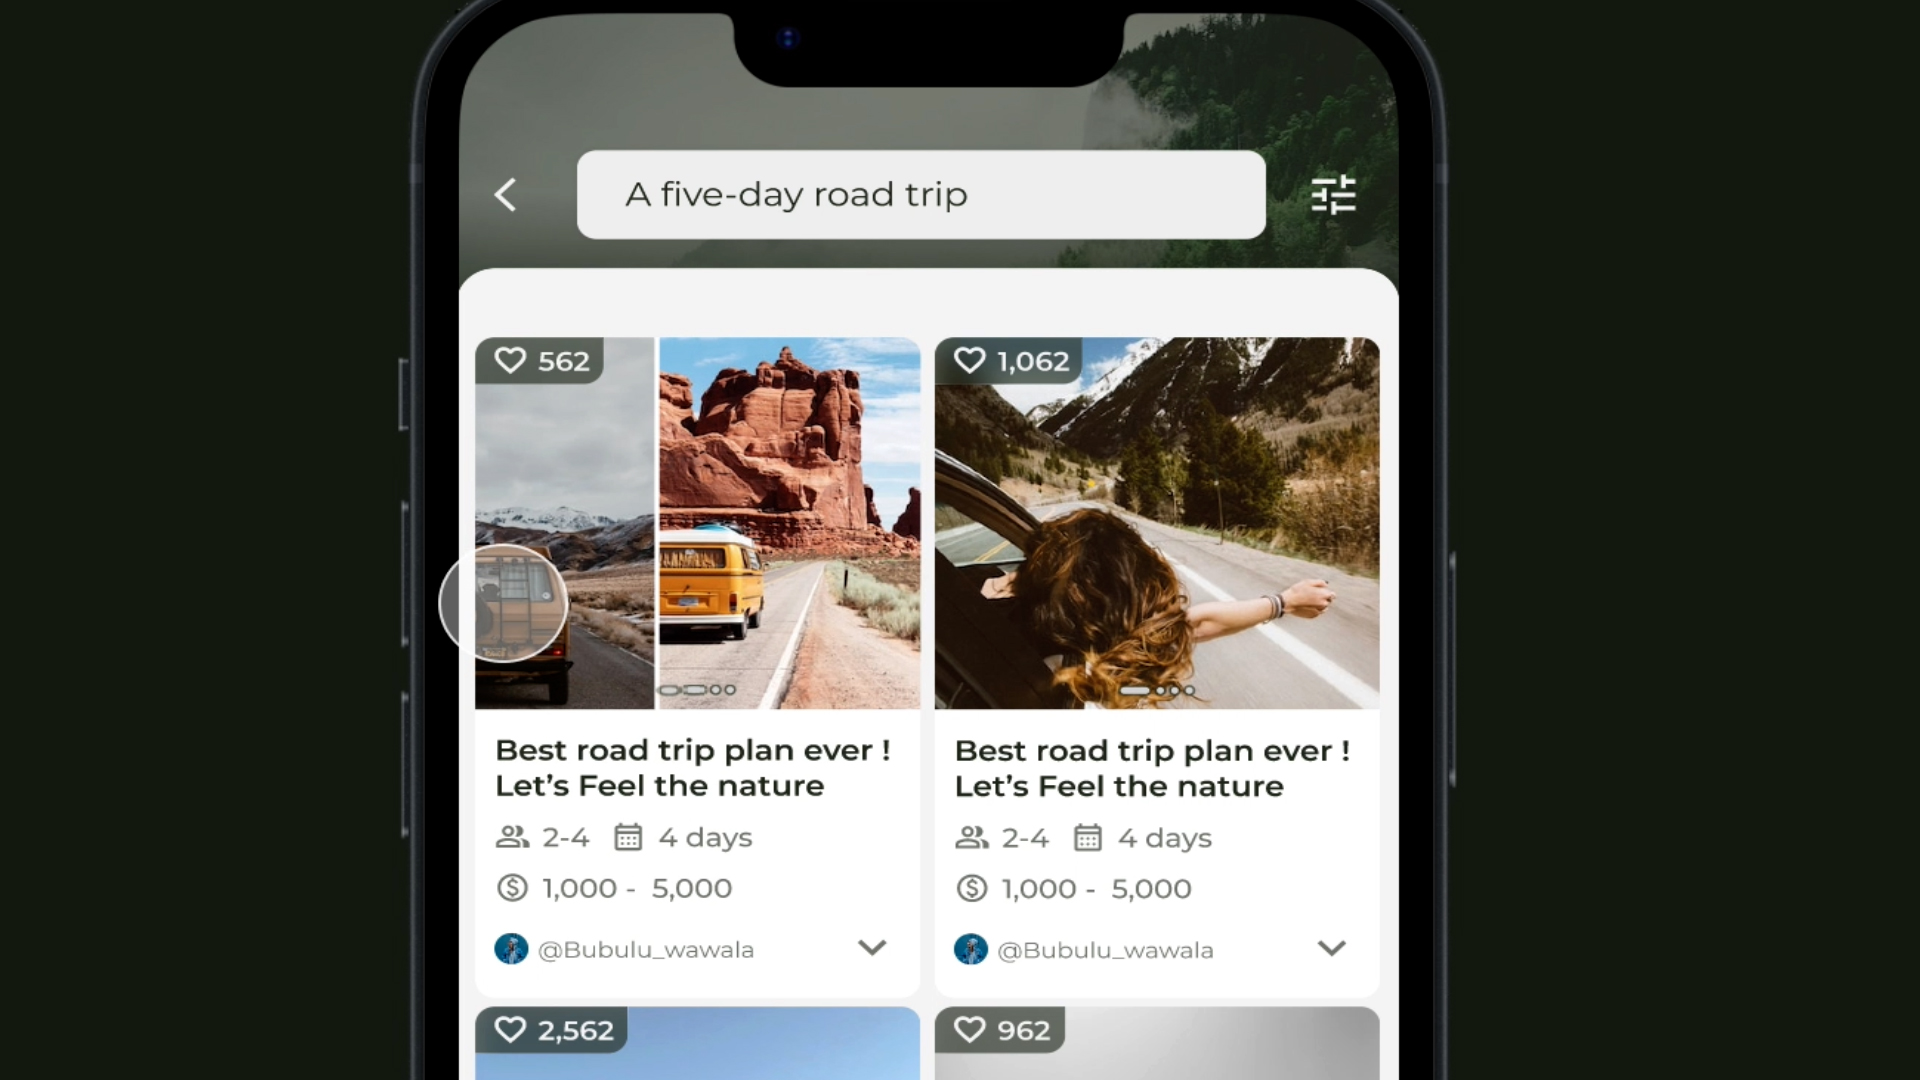 A five-day road trip
562
1,062
Best road trip plan ever !
Let's Feel the nature
2-4 4 days
1,000 - 5,000
@Bubulu_wawala
Best road trip plan ever !
Let's Feel the nature
2-4 4 days
1,000 - 5,000
@Bubulu_wawala
2,562
962